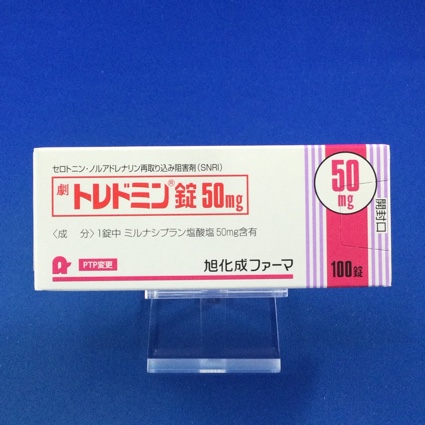 セロトニン・ノルアドレナリン再取り込み阻害剤(SNRI)
劇 トレドミン®錠50mg
〈成 分〉1錠中 ミルナシプラン塩酸塩 50mg含有
PTP変更
旭化成ファーマ
50
mg
開封口
100錠